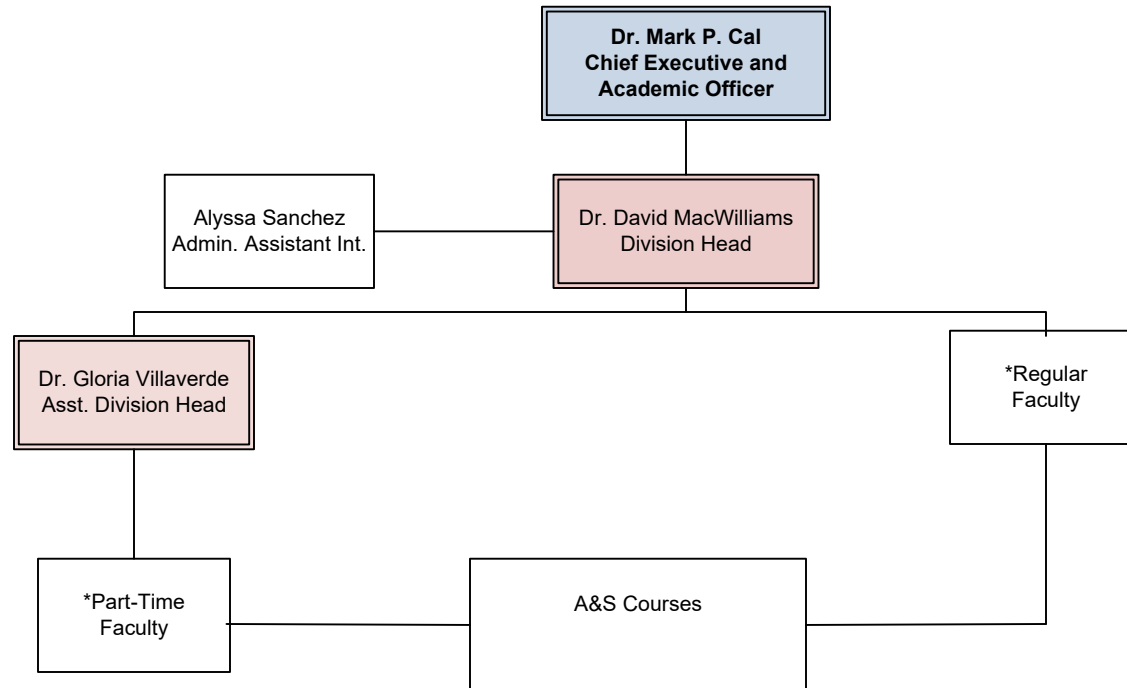 Dr. Mark P. Cal
Chief Executive and
Academic Officer
Alyssa Sanchez
Admin. Assistant Int.
Dr. David MacWilliams
Division Head
Dr. Gloria Villaverde
Asst. Division Head
*Regular
Faculty
*Part-Time
Faculty
A&S Courses